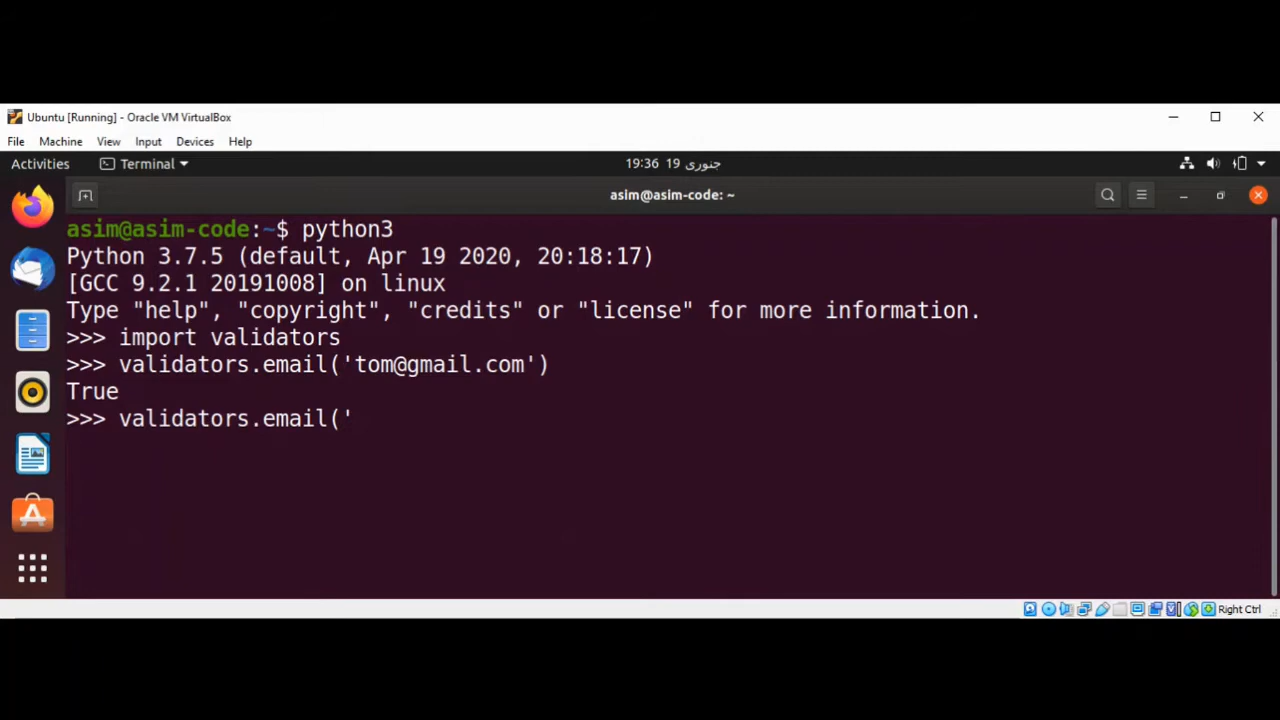 Ubuntu [Running] - Oracle VM VirtualBox
File Machine View Input Devices Help
Activities Terminal 19:36 19 جنوری
asim@asim-code: ~
asim@asim-code:~$ python3
Python 3.7.5 (default, Apr 19 2020, 20:18:17)
[GCC 9.2.1 20191008] on linux
Type "help", "copyright", "credits" or "license" for more information.
>>> import validators
>>> validators.email('tom@gmail.com')
True
>>> validators.email('
Right Ctrl